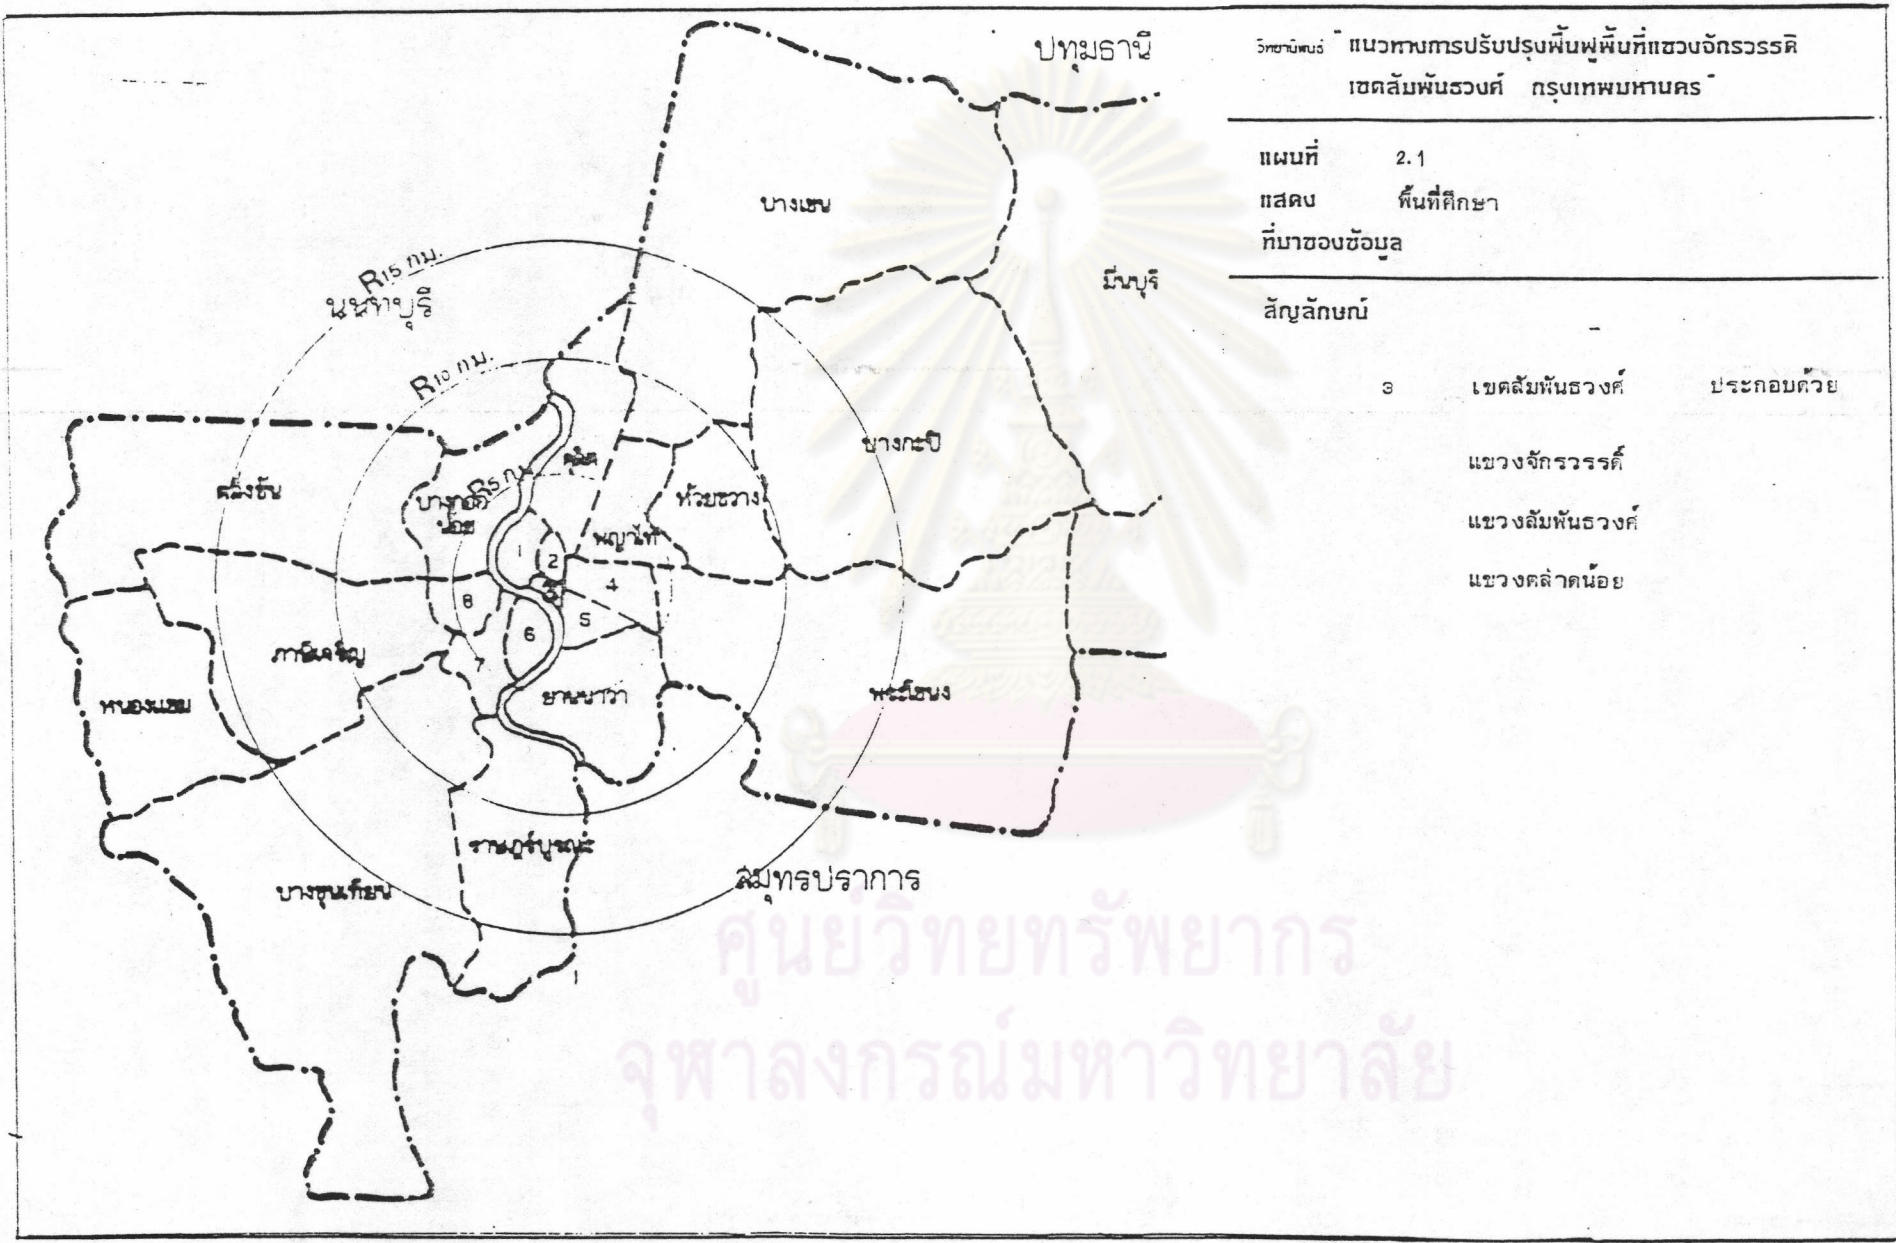 วิทยานิพนธ์ "แนวทางการปรับปรุงฟื้นฟูพื้นที่แขวงจักรวรรดิ
เขตสัมพันธวงศ์ กรุงเทพมหานคร"
แผนที่ 2.1
แสดง พื้นที่ศึกษา
ที่มาของข้อมูล
สัญลักษณ์
3 เขตสัมพันธวงศ์ ประกอบด้วย
แขวงจักรวรรดิ์
แขวงสัมพันธวงศ์
แขวงตลาดน้อย
ปทุมธานี
บางเขน
มีนบุรี
R15 กม.
นนทบุรี
R10 กม.
บางกะปิ
ดุสิต
ตลิ่งชัน
R5 กม.
บางกอก
น้อย
ห้วยขวาง
พญาไท
1
2
3
4
8
5
6
7
ภาษีเจริญ
หนองแขม
ยานนาวา
พระโขนง
ราษฎร์บูรณะ
บางขุนเทียน
สมุทรปราการ
ศูนย์วิทยทรัพยากร
จุฬาลงกรณ์มหาวิทยาลัย